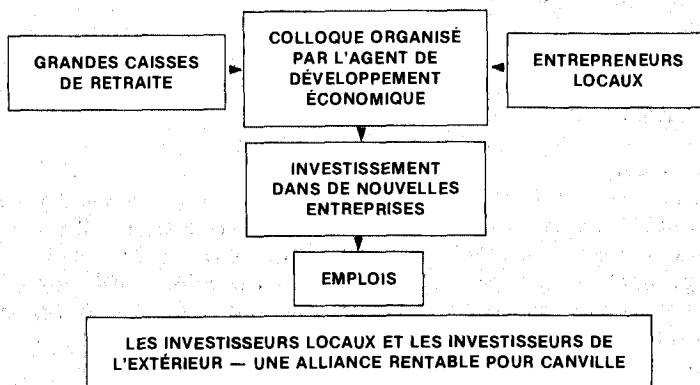 GRANDES CAISSES
DE RETRAITE
COLLOQUE ORGANISÉ
PAR L'AGENT DE
DÉVELOPPEMENT
ÉCONOMIQUE
ENTREPRENEURS
LOCAUX
INVESTISSEMENT
DANS DE NOUVELLES
ENTREPRISES
EMPLOIS
LES INVESTISSEURS LOCAUX ET LES INVESTISSEURS DE
L'EXTÉRIEUR — UNE ALLIANCE RENTABLE POUR CANVILLE